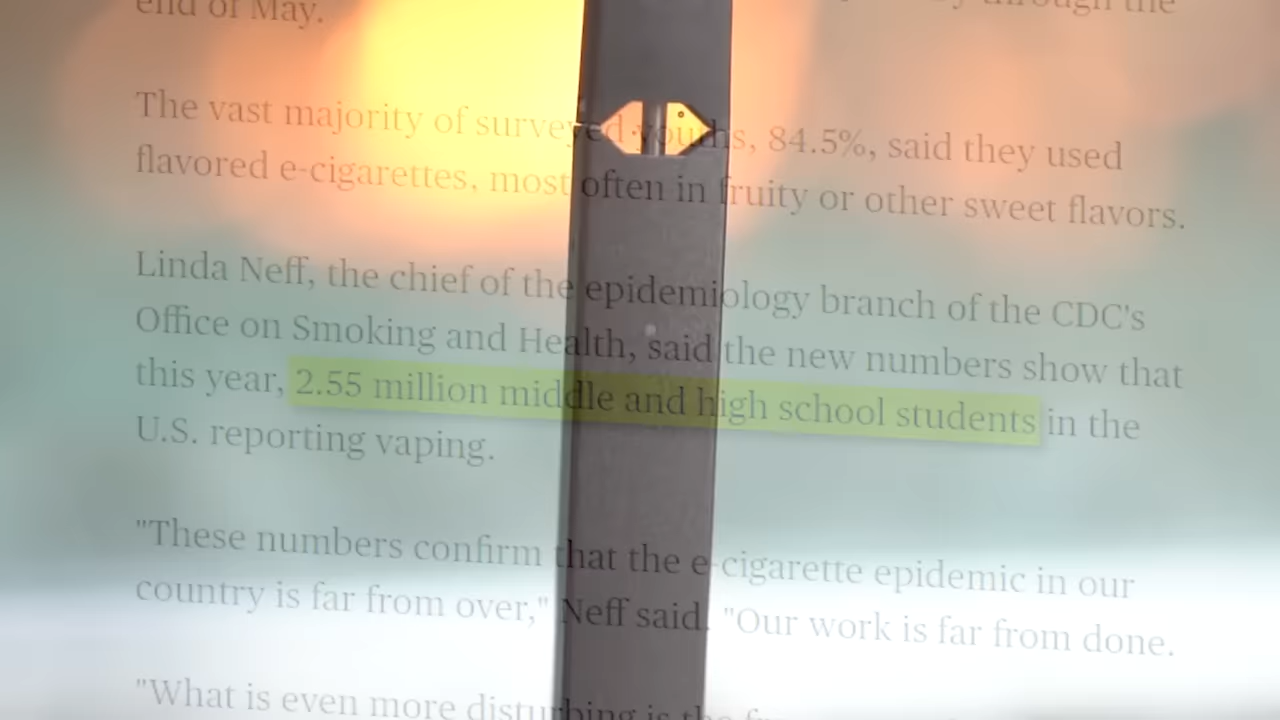 end of May. through the
The vast majority of surveyed youths, 84.5%, said they used
flavored e-cigarettes, most often in fruity or other sweet flavors.
Linda Neff, the chief of the epidemiology branch of the CDC's
Office on Smoking and Health, said the new numbers show that
this year, 2.55 million middle and high school students in the
U.S. reporting vaping.
"These numbers confirm that the e-cigarette epidemic in our
country is far from over," Neff said. "Our work is far from done.
"What is even more disturbing is the